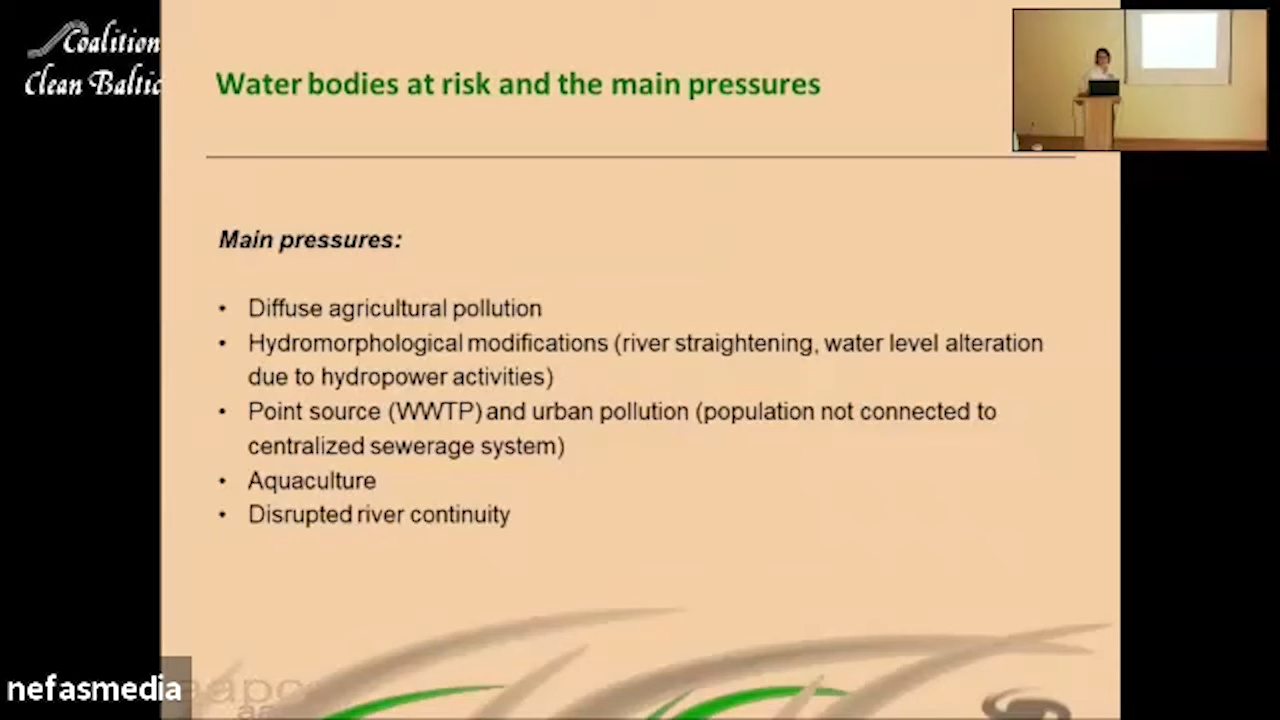 Coalition
Clean Baltic
Water bodies at risk and the main pressures
Main pressures:
• Diffuse agricultural pollution
• Hydromorphological modifications (river straightening, water level alteration
due to hydropower activities)
• Point source (WWTP) and urban pollution (population not connected to
centralized sewerage system)
• Aquaculture
• Disrupted river continuity
nefasmedia